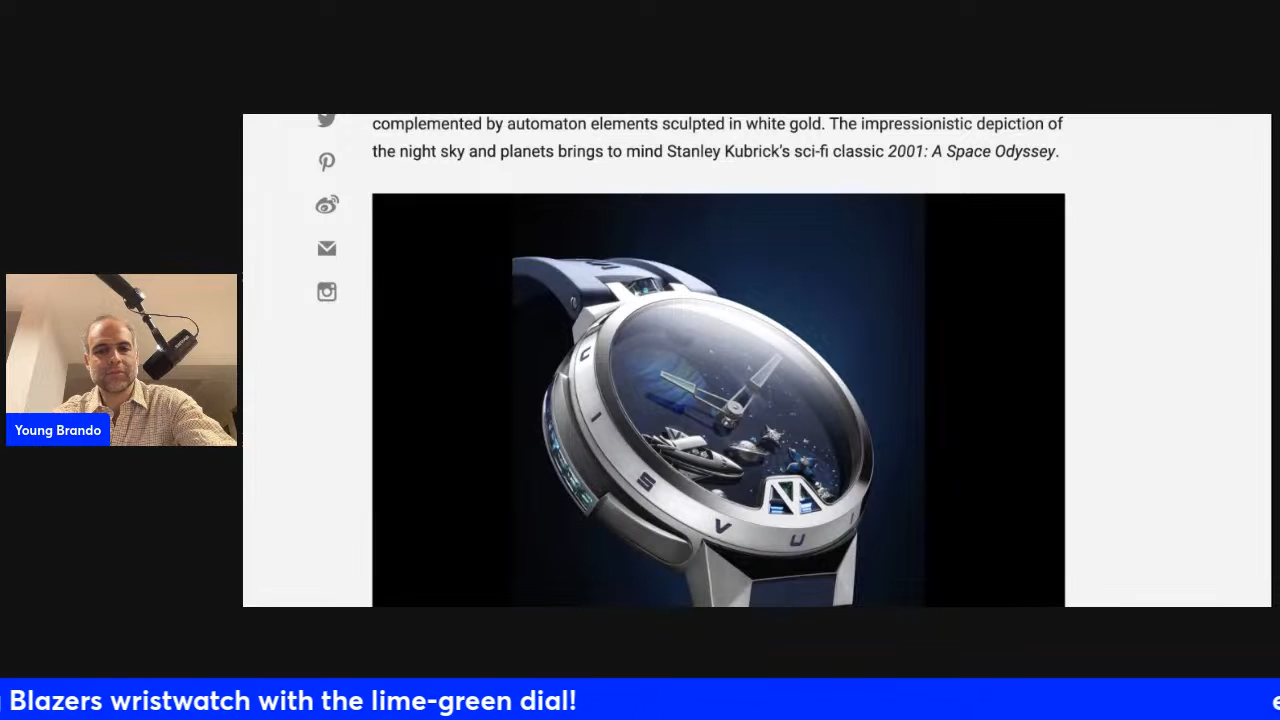 complemented by automaton elements sculpted in white gold. The impressionistic depiction of
the night sky and planets brings to mind Stanley Kubrick's sci-fi classic 2001: A Space Odyssey.
Young Brando
U I S V U
Blazers wristwatch with the lime-green dial!